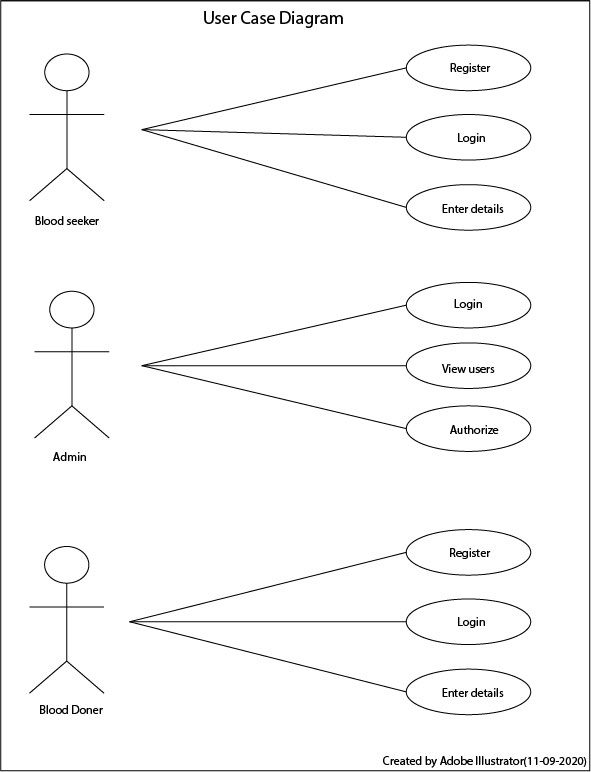 User Case Diagram
Register
Login
Enter details
Blood seeker
Login
View users
Authorize
Admin
Register
Login
Enter details
Blood Doner
Created by Adobe Illustrator(11-09-2020)